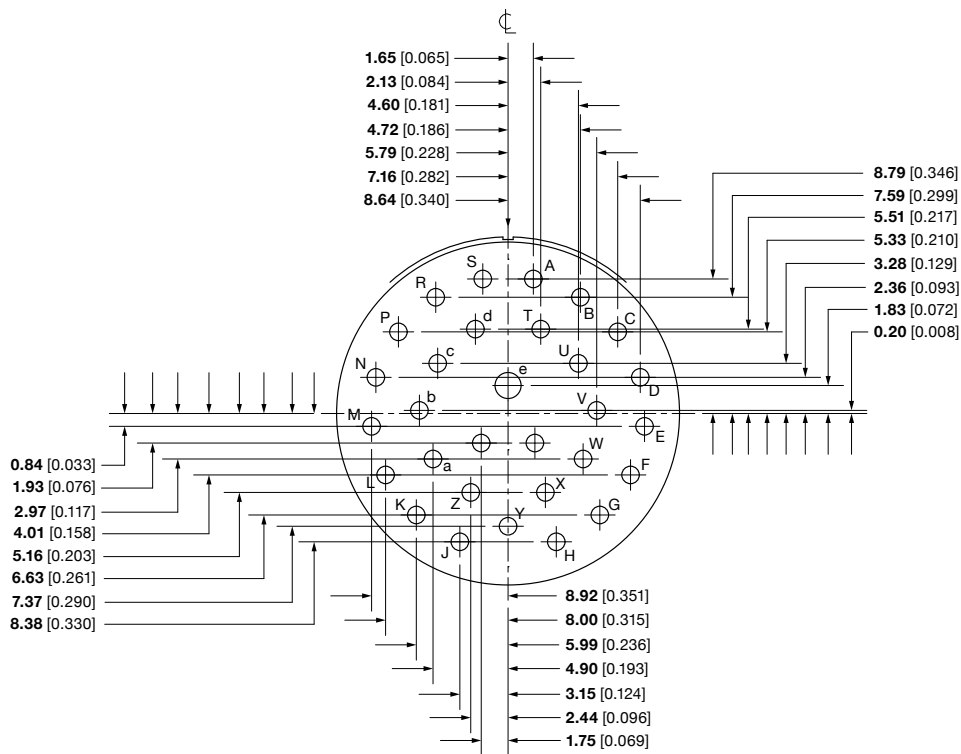 ℄
1.65 [0.065]
2.13 [0.084]
4.60 [0.181]
4.72 [0.186]
5.79 [0.228]
7.16 [0.282]
8.64 [0.340]
8.79 [0.346]
7.59 [0.299]
5.51 [0.217]
5.33 [0.210]
3.28 [0.129]
2.36 [0.093]
1.83 [0.072]
0.20 [0.008]
S
A
R
B
P
d
T
C
c
U
N
e
D
b
V
M
E
W
a
L
F
Z
X
K
G
Y
J
H
0.84 [0.033]
1.93 [0.076]
2.97 [0.117]
4.01 [0.158]
5.16 [0.203]
6.63 [0.261]
7.37 [0.290]
8.38 [0.330]
8.92 [0.351]
8.00 [0.315]
5.99 [0.236]
4.90 [0.193]
3.15 [0.124]
2.44 [0.096]
1.75 [0.069]